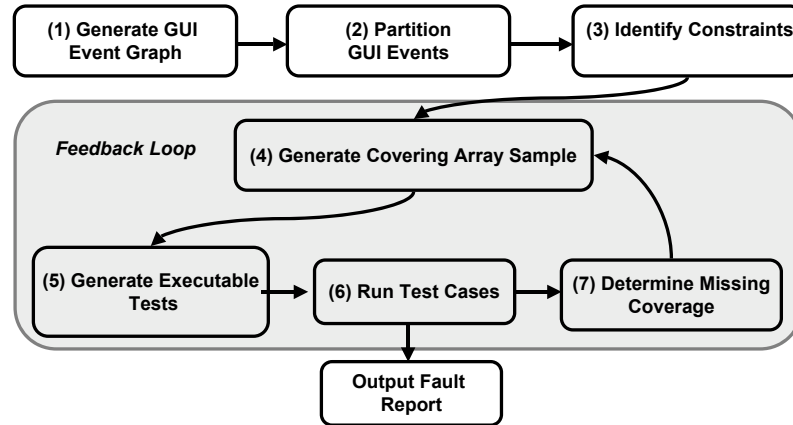 (1) Generate GUI
Event Graph
(2) Partition
GUI Events
(3) Identify Constraints
Feedback Loop
(4) Generate Covering Array Sample
(5) Generate Executable
Tests
(6) Run Test Cases
(7) Determine Missing
Coverage
Output Fault
Report